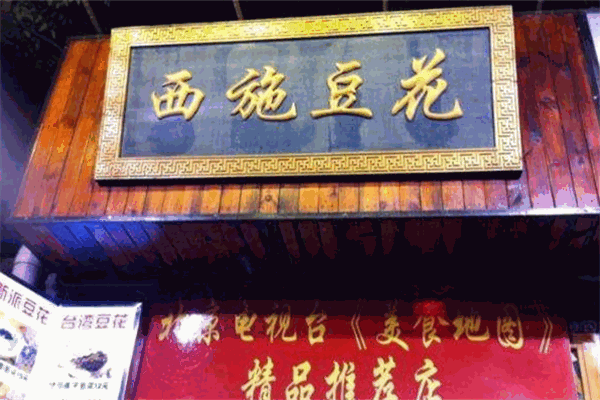 西施豆花
北京电视台《美食地图》
精品推荐店
新派豆花
台湾豆花